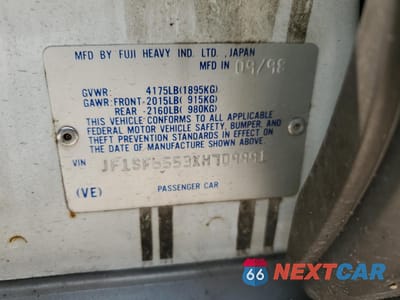 MFD BY FUJI HEAVY IND. LTD., JAPAN
MFD IN 09/98
GVWR: 4175LB(1895KG)
GAWR: FRONT-2015LB( 915KG)
REAR -2160LB( 980KG)
THIS VEHICLE CONFORMS TO ALL APPLICABLE
FEDERAL MOTOR VEHICLE SAFETY, BUMPER, AND
THEFT PREVENTION STANDARDS IN EFFECT ON
THE DATE OF MANUFACTURE SHOWN ABOVE.
VIN
(VE) PASSENGER CAR
66 NEXTCAR